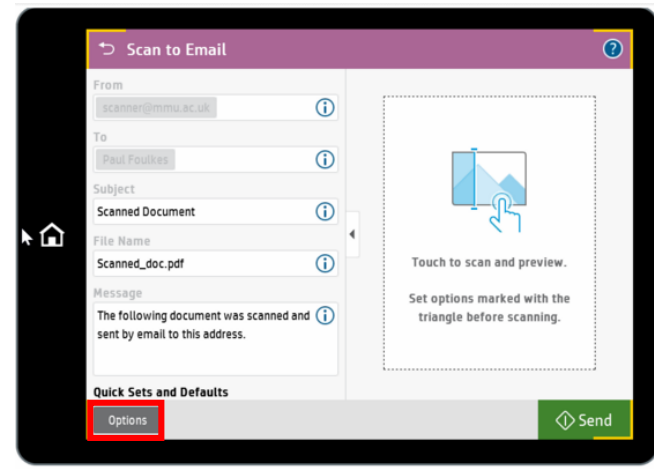 Scan to Email
From
scanner@mmu.ac.uk
To
Paul Foulkes
Subject
Scanned Document
File Name
Scanned_doc.pdf
Message
The following document was scanned and
sent by email to this address.
Quick Sets and Defaults
Options
Touch to scan and preview.
Set options marked with the
triangle before scanning.
Send